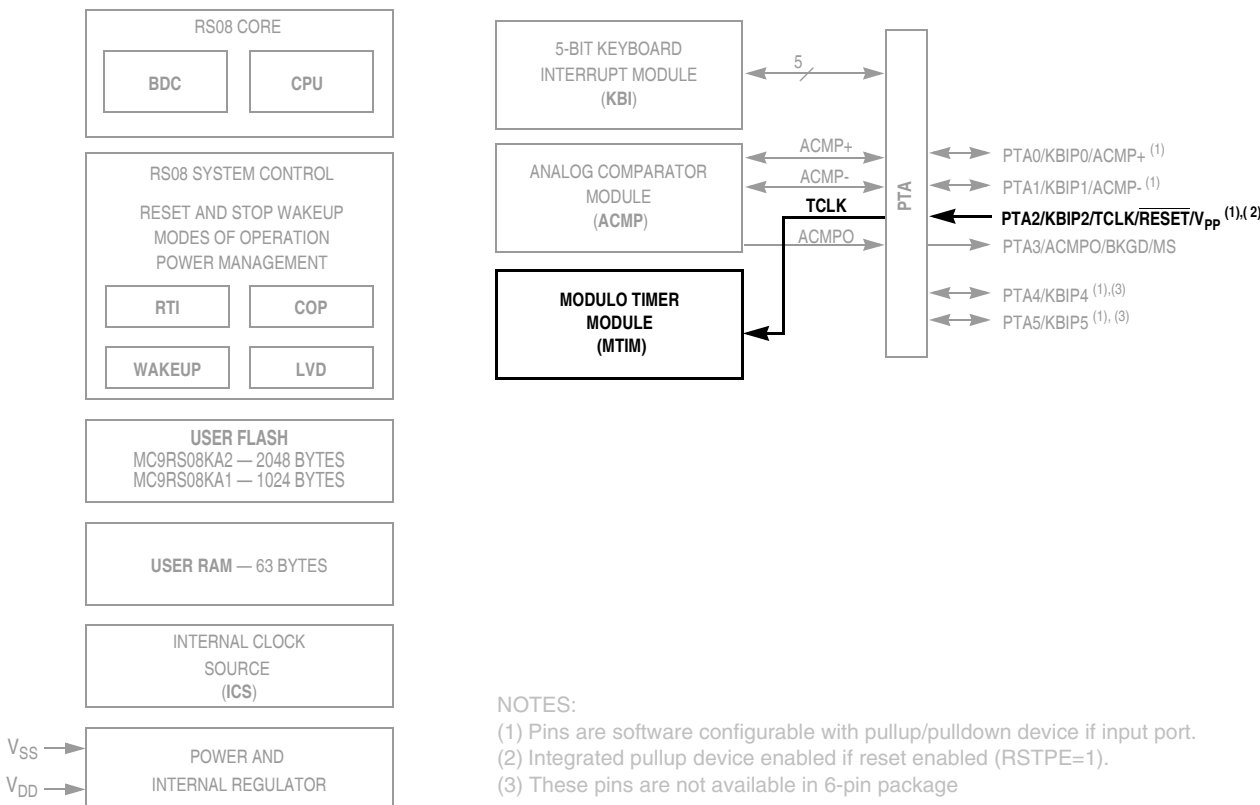 RS08 CORE
BDC
CPU
RS08 SYSTEM CONTROL
RESET AND STOP WAKEUP
MODES OF OPERATION
POWER MANAGEMENT
RTI
COP
WAKEUP
LVD
USER FLASH
MC9RS08KA2 — 2048 BYTES
MC9RS08KA1 — 1024 BYTES
USER RAM — 63 BYTES
INTERNAL CLOCK
SOURCE
(ICS)
VSS
VDD
POWER AND
INTERNAL REGULATOR
5-BIT KEYBOARD
INTERRUPT MODULE
(KBI)
5
ANALOG COMPARATOR
MODULE
(ACMP)
ACMP+
ACMP-
TCLK
ACMPO
MODULO TIMER
MODULE
(MTIM)
PTA
PTA0/KBIP0/ACMP+ (1)
PTA1/KBIP1/ACMP- (1)
PTA2/KBIP2/TCLK/RESET/VPP (1),( 2)
PTA3/ACMPO/BKGD/MS
PTA4/KBIP4 (1),(3)
PTA5/KBIP5 (1), (3)
NOTES:
(1) Pins are software configurable with pullup/pulldown device if input port.
(2) Integrated pullup device enabled if reset enabled (RSTPE=1).
(3) These pins are not available in 6-pin package